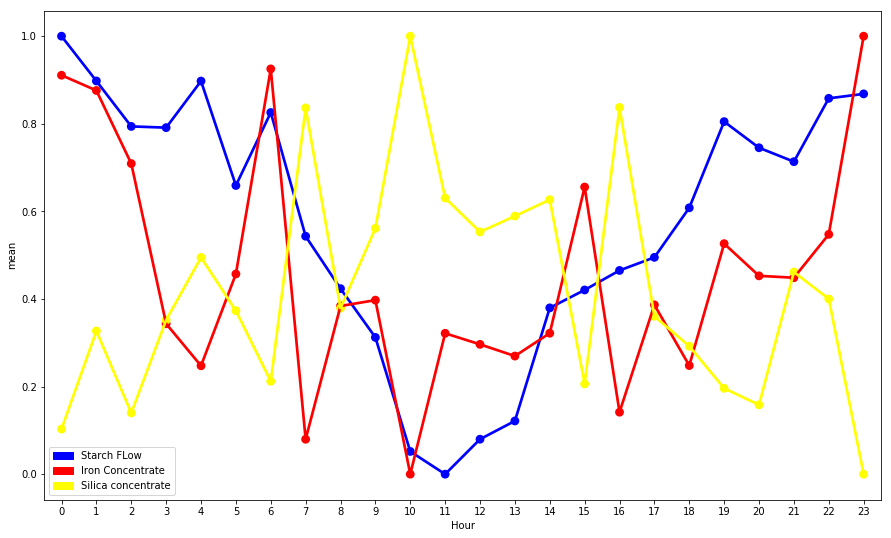 1.0
0.8
0.6
0.4
0.2
0.0
mean
Starch FLow
Iron Concentrate
Silica concentrate
0 1 2 3 4 5 6 7 8 9 10 11 12 13 14 15 16 17 18 19 20 21 22 23
Hour